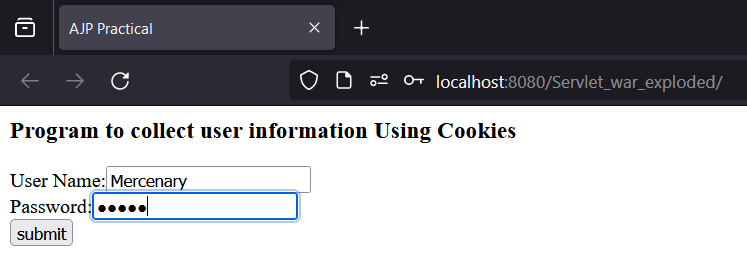 AJP Practical
localhost:8080/Servlet_war_exploded/
Program to collect user information Using Cookies
User Name: Mercenary
Password: •••••
submit